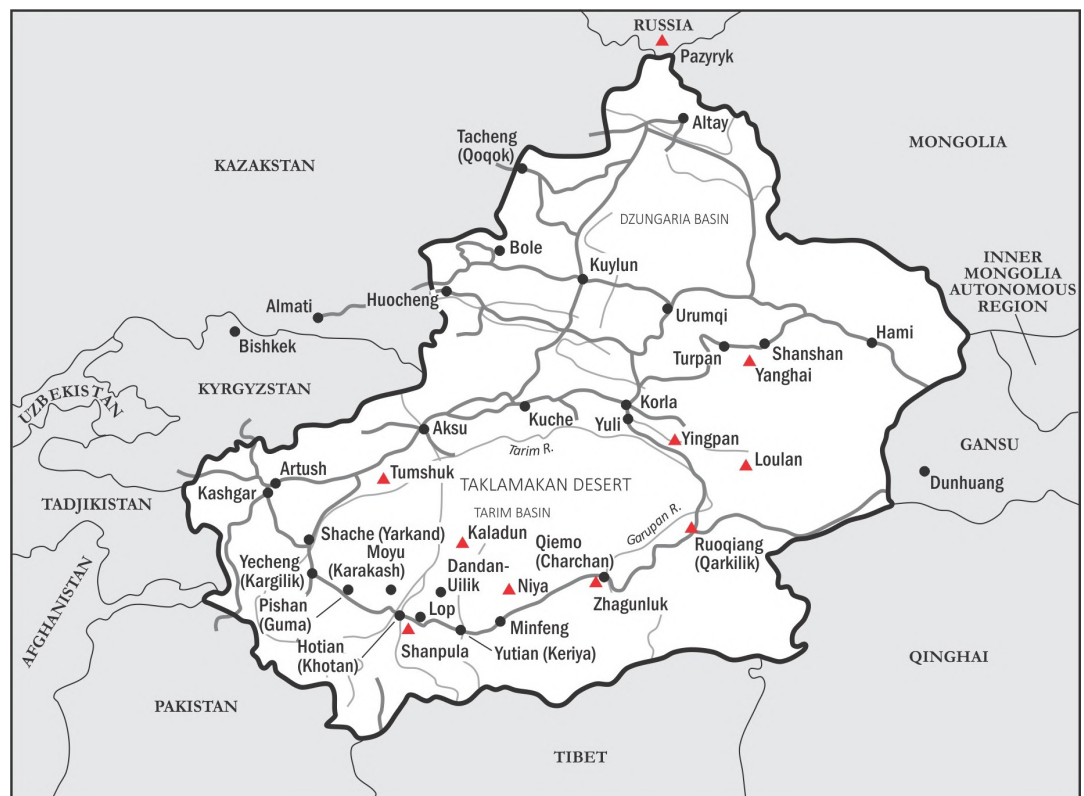 RUSSIA
Pazyryk
Altay
MONGOLIA
Tacheng
(Qoqok)
KAZAKSTAN
DZUNGARIA BASIN
Bole
Kuylun
INNER
MONGOLIA
AUTONOMOUS
REGION
Almati
Huocheng
Urumqi
Bishkek
Turpan
Shanshan
Hami
Yanghai
KYRGYZSTAN
UZBEKISTAN
Korla
Kuche
Yuli
Aksu
Yingpan
GANSU
Tarim R.
Loulan
Artush
Tumshuk
TAKLAMAKAN DESERT
Dunhuang
Kashgar
TADJIKISTAN
TARIM BASIN
Garupan R.
Shache (Yarkand)
Kaladun
Ruoqiang
(Qarkilik)
Moyu
(Karakash)
Qiemo
(Charchan)
Yecheng
(Kargilik)
Dandan-
Uilik
Niya
Zhagunluk
AFGHANISTAN
Pishan
(Guma)
Lop
Minfeng
Hotian
(Khotan)
Shanpula
Yutian (Keriya)
QINGHAI
PAKISTAN
TIBET